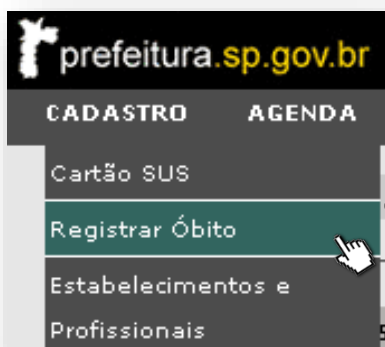 prefeitura.sp.gov.br
CADASTRO AGENDA
Cartão SUS
Registrar Óbito
Estabelecimentos e
Profissionais